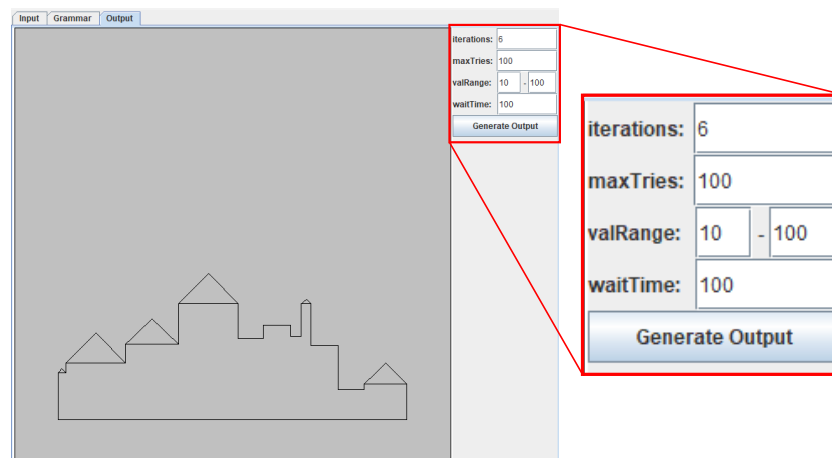 Input Grammar Output
iterations: 6
maxTries: 100
valRange: 10 - 100
waitTime: 100
Generate Output
iterations: 6
maxTries: 100
valRange: 10 - 100
waitTime: 100
Generate Output